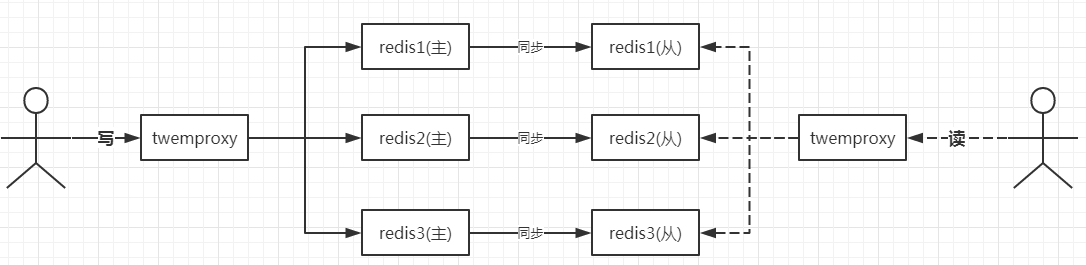 redis1(主)
同步
redis1(从)
写
twemproxy
redis2(主)
同步
redis2(从)
twemproxy
读
redis3(主)
同步
redis3(从)